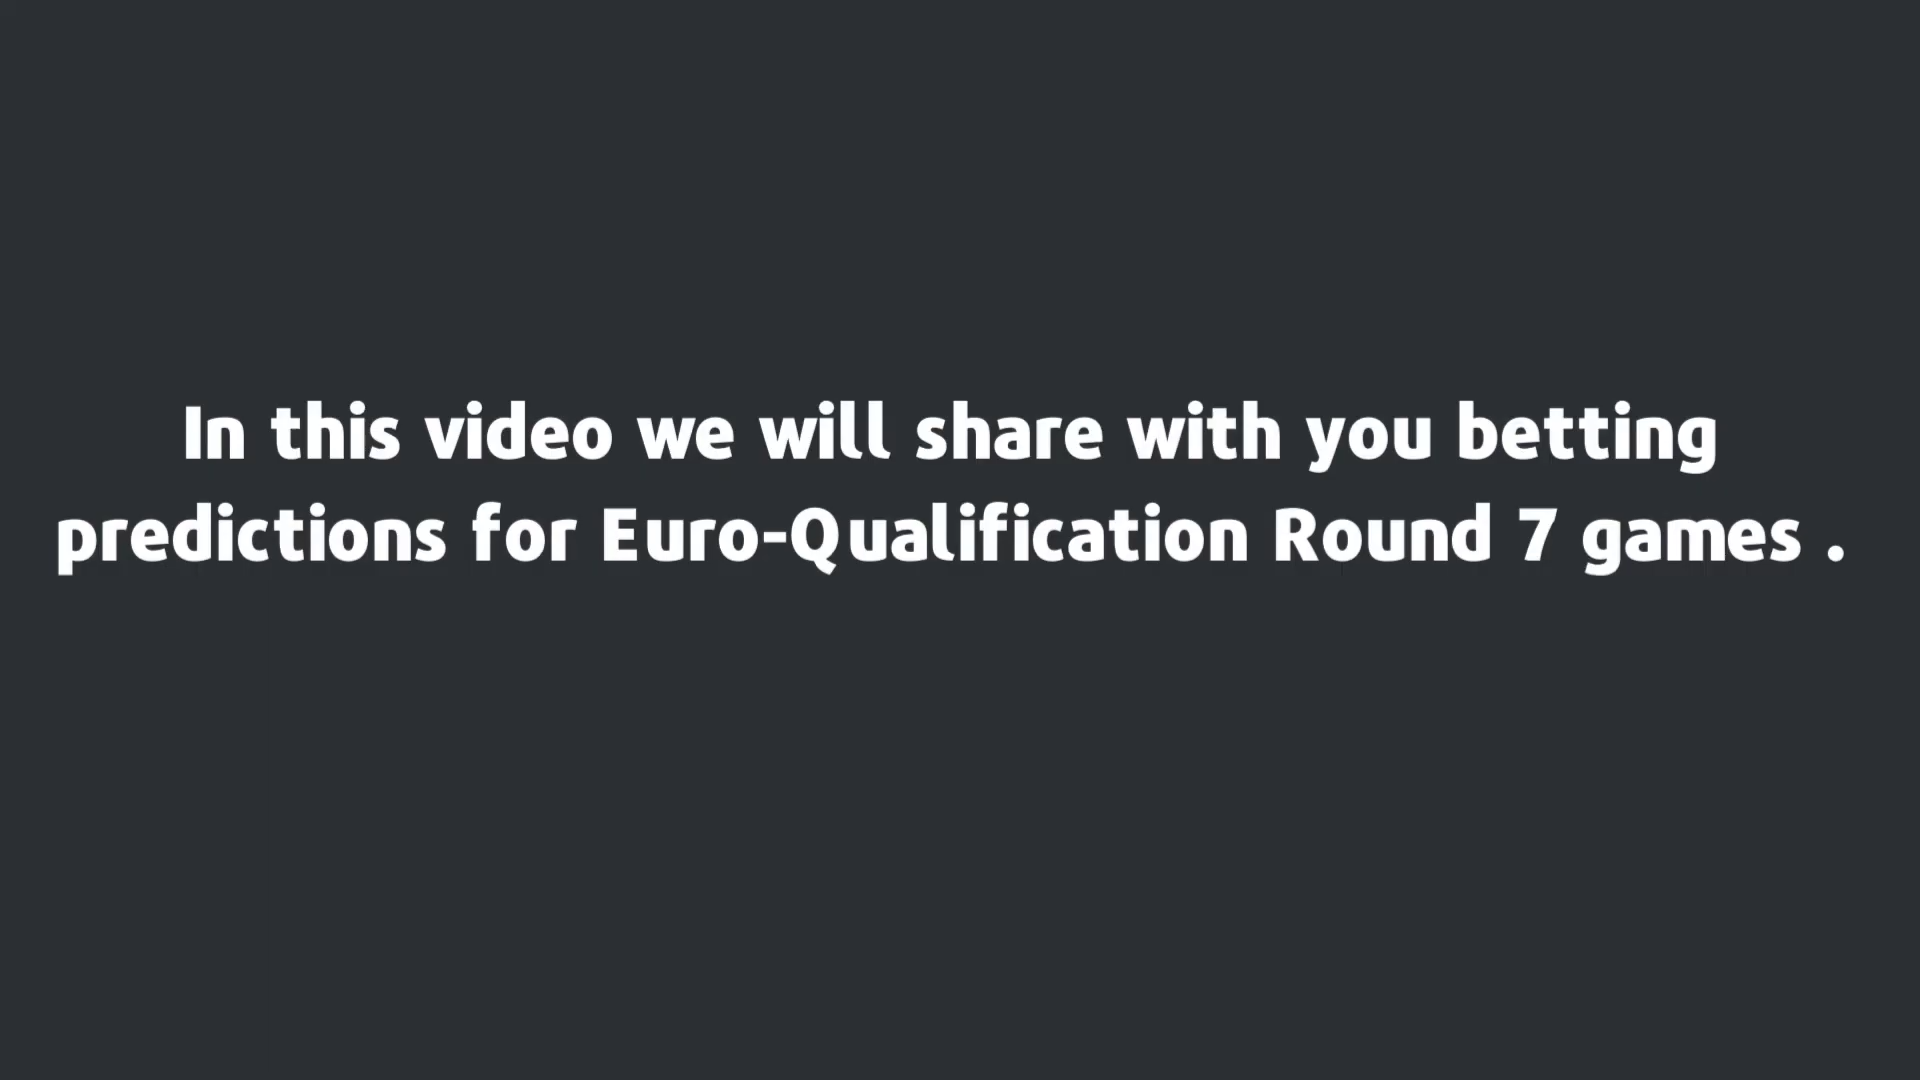 In this video we will share with you betting
predictions for Euro-Qualification Round 7 games .